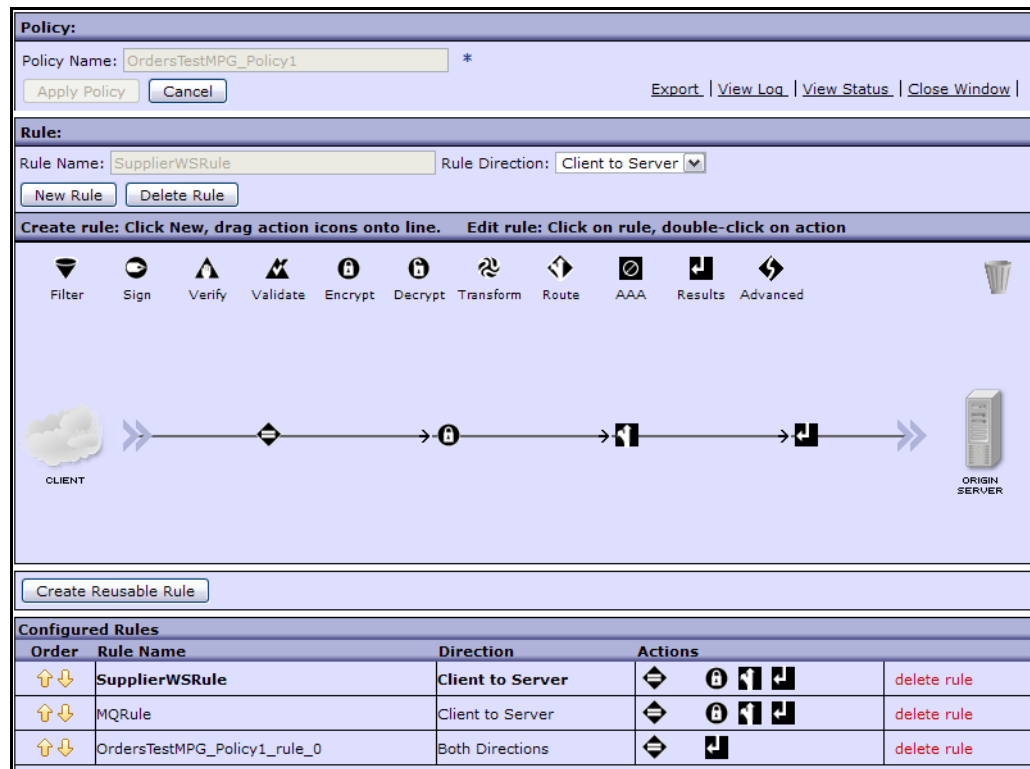 Policy:
Policy Name: OrdersTestMPG_Policy1 *
Apply Policy Cancel Export | View Log | View Status | Close Window |
Rule:
Rule Name: SupplierWSRule Rule Direction: Client to Server
New Rule Delete Rule
Create rule: Click New, drag action icons onto line. Edit rule: Click on rule, double-click on action
Filter Sign Verify Validate Encrypt Decrypt Transform Route AAA Results Advanced
CLIENT
ORIGIN
SERVER
Create Reusable Rule
Configured Rules
Order Rule Name Direction Actions
SupplierWSRule Client to Server delete rule
MQRule Client to Server delete rule
OrdersTestMPG_Policy1_rule_0 Both Directions delete rule